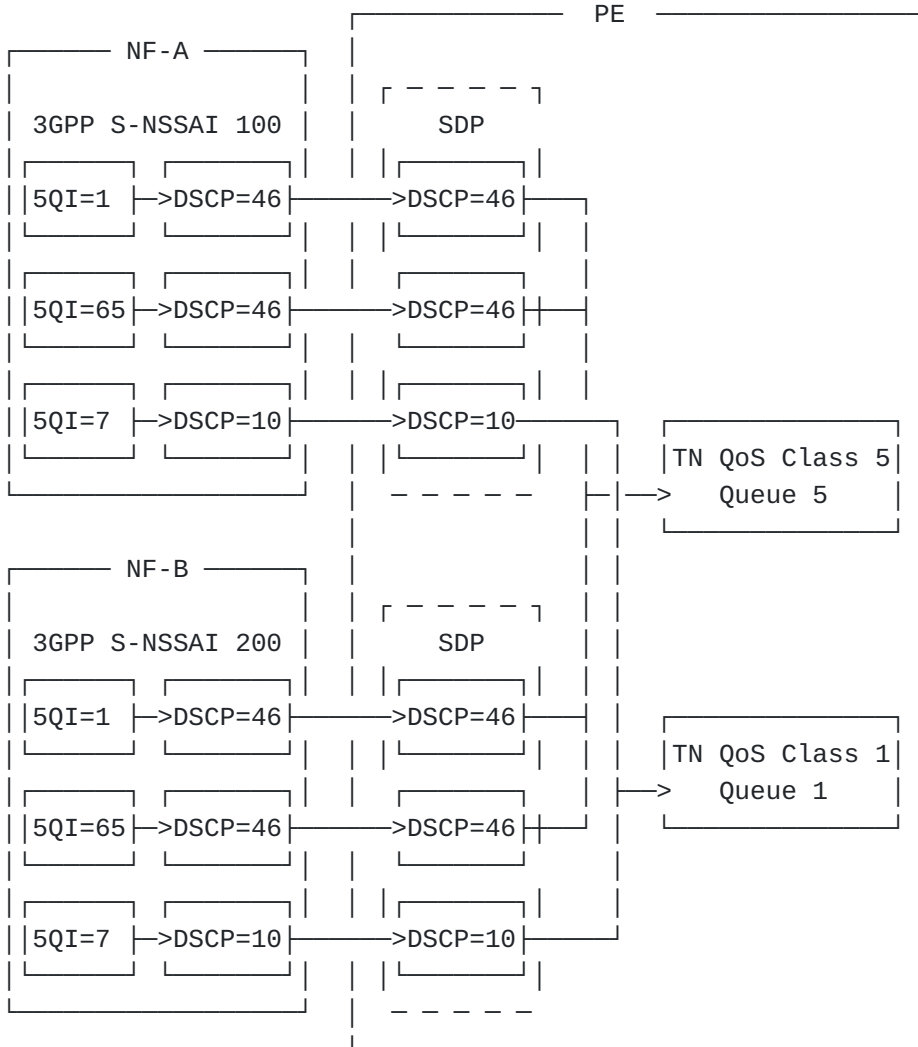 PE
NF-A
3GPP S-NSSAI 100 SDP
5QI=1 >DSCP=46 >DSCP=46
5QI=65 >DSCP=46 >DSCP=46
5QI=7 >DSCP=10 >DSCP=10
TN QoS Class 5
> Queue 5
NF-B
3GPP S-NSSAI 200 SDP
5QI=1 >DSCP=46 >DSCP=46
TN QoS Class 1
> Queue 1
5QI=65 >DSCP=46 >DSCP=46
5QI=7 >DSCP=10 >DSCP=10